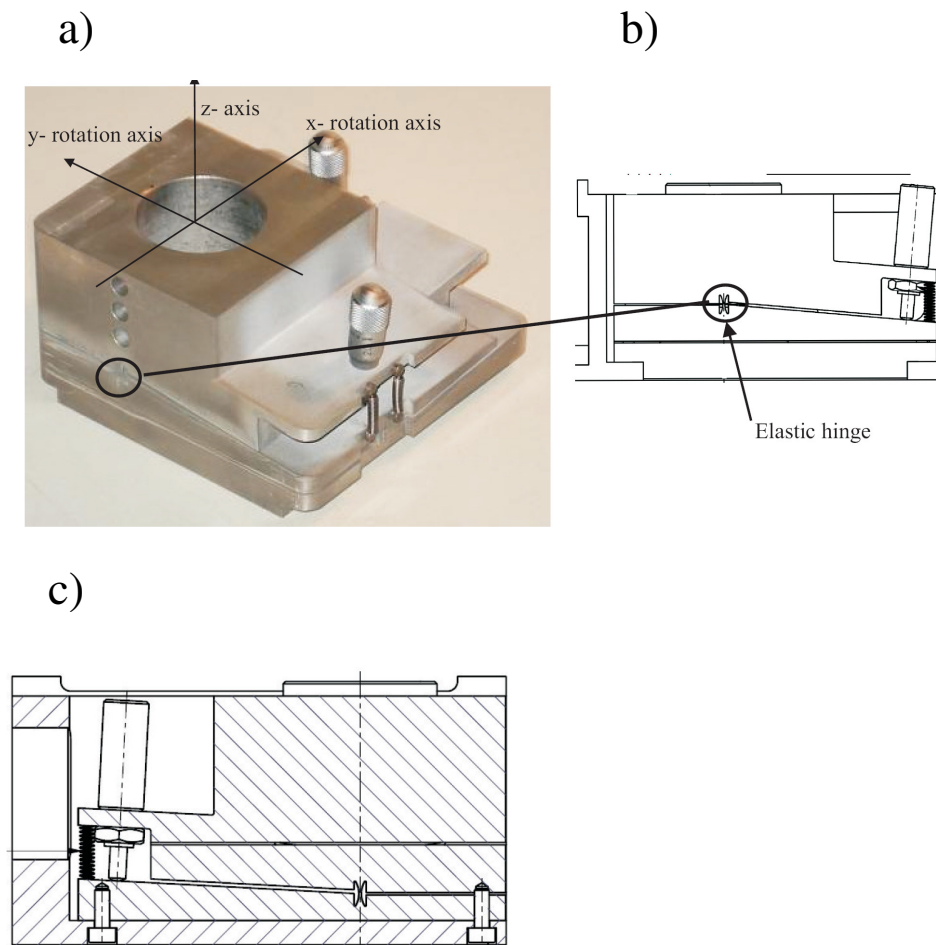 a)
b)
z- axis
x- rotation axis
y- rotation axis
Elastic hinge
c)